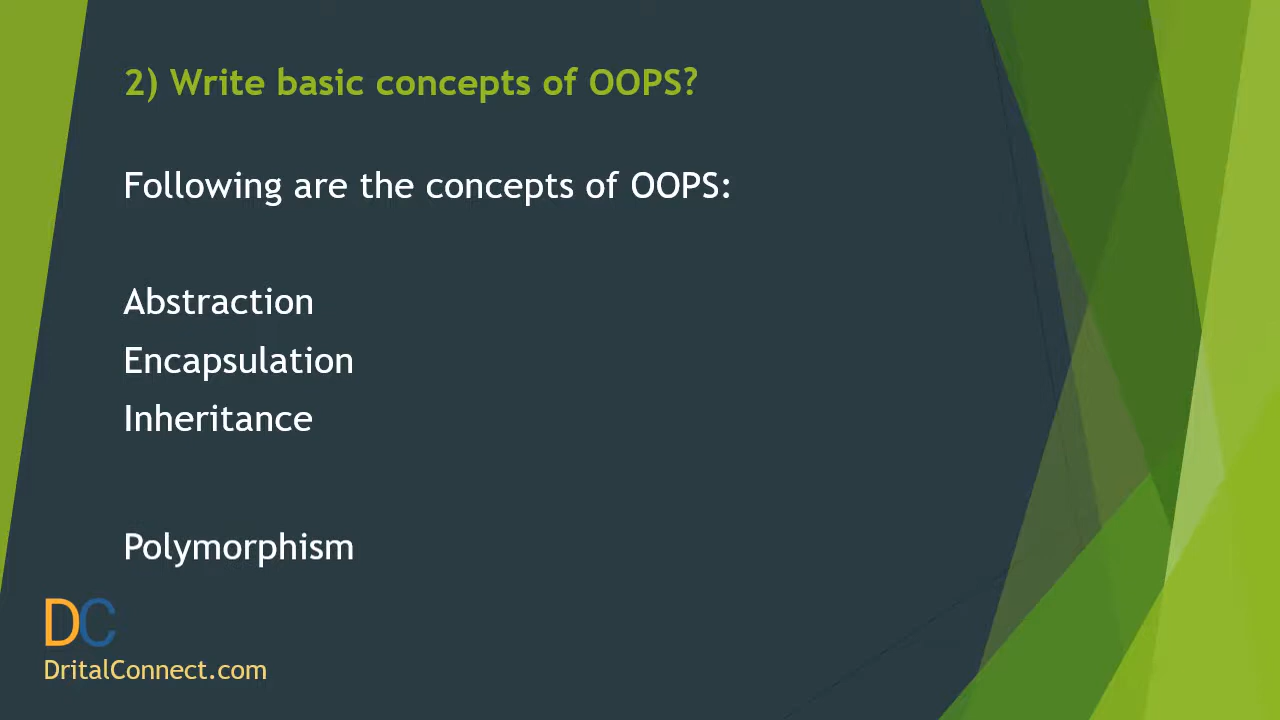 2) Write basic concepts of OOPS?
Following are the concepts of OOPS:
Abstraction
Encapsulation
Inheritance
Polymorphism
DC
DritalConnect.com